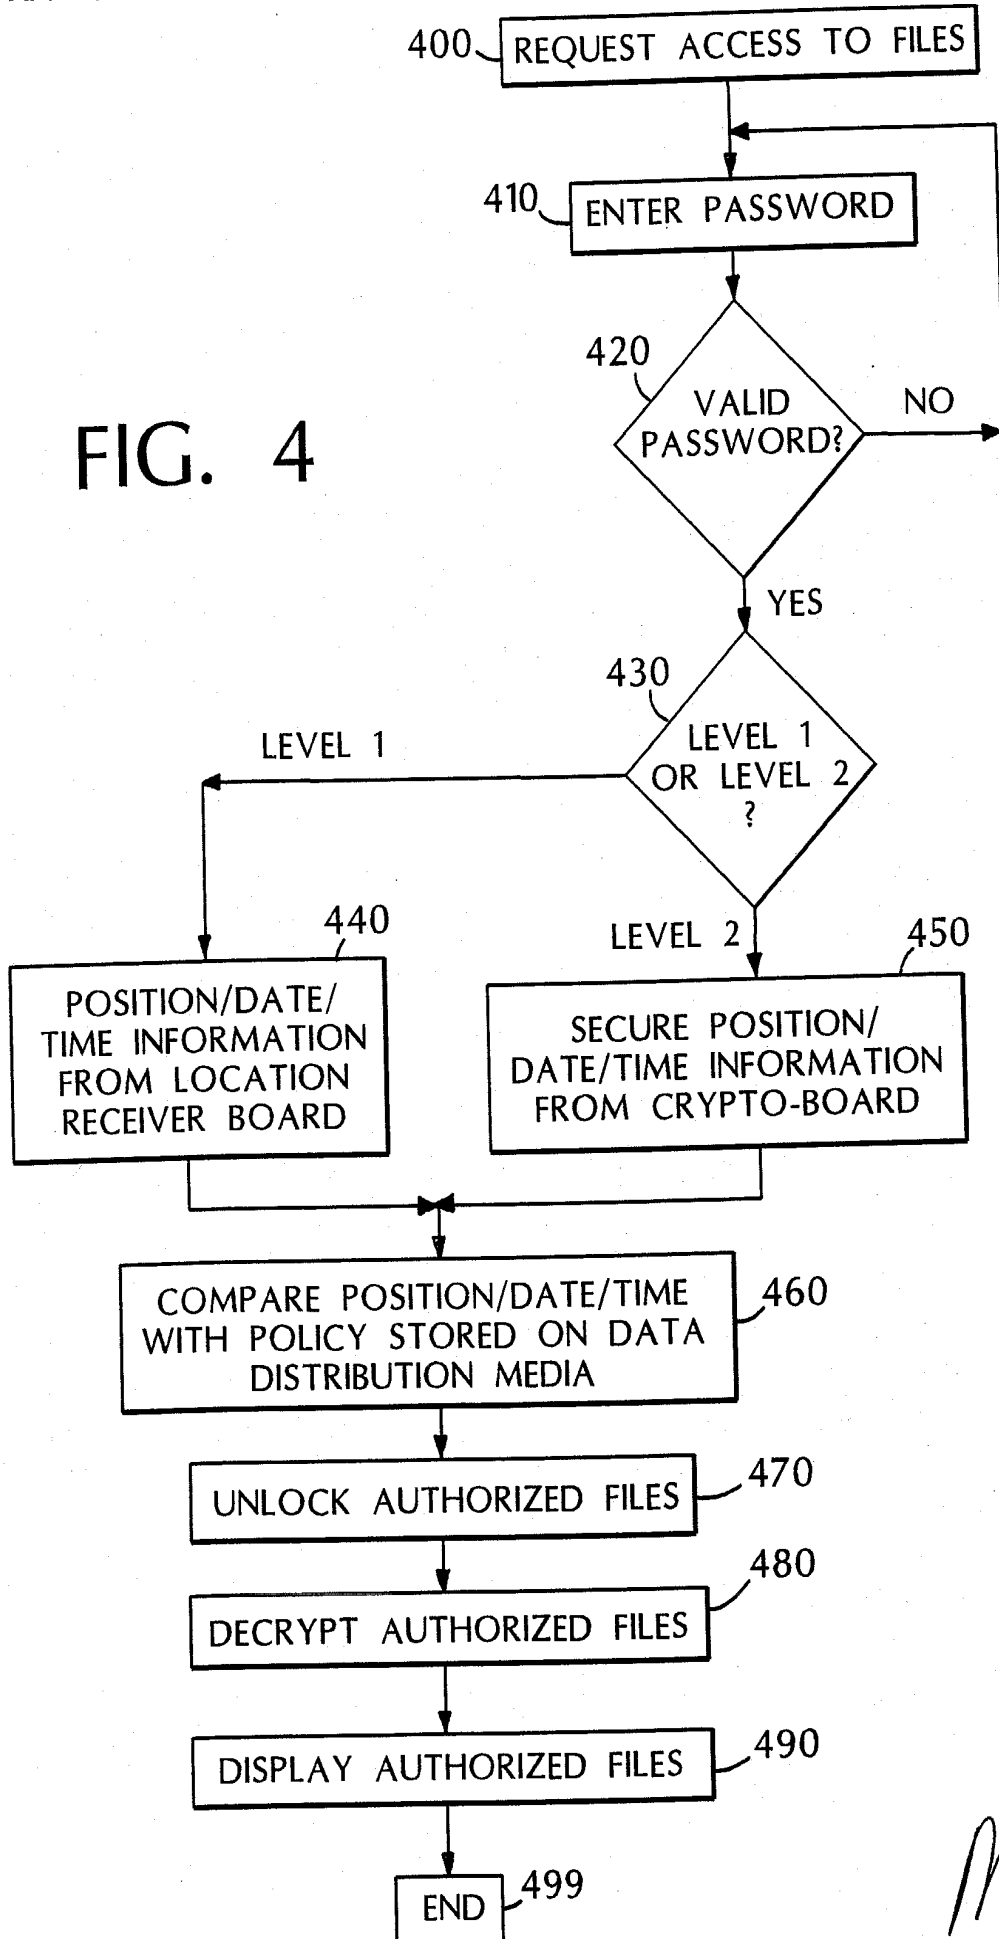 400
REQUEST ACCESS TO FILES
410
ENTER PASSWORD
420
VALID
PASSWORD?
NO
FIG. 4
YES
430
LEVEL 1
OR LEVEL 2
?
LEVEL 1
LEVEL 2
440
POSITION/DATE/
TIME INFORMATION
FROM LOCATION
RECEIVER BOARD
450
SECURE POSITION/
DATE/TIME INFORMATION
FROM CRYPTO-BOARD
460
COMPARE POSITION/DATE/TIME
WITH POLICY STORED ON DATA
DISTRIBUTION MEDIA
470
UNLOCK AUTHORIZED FILES
480
DECRYPT AUTHORIZED FILES
490
DISPLAY AUTHORIZED FILES
499
END